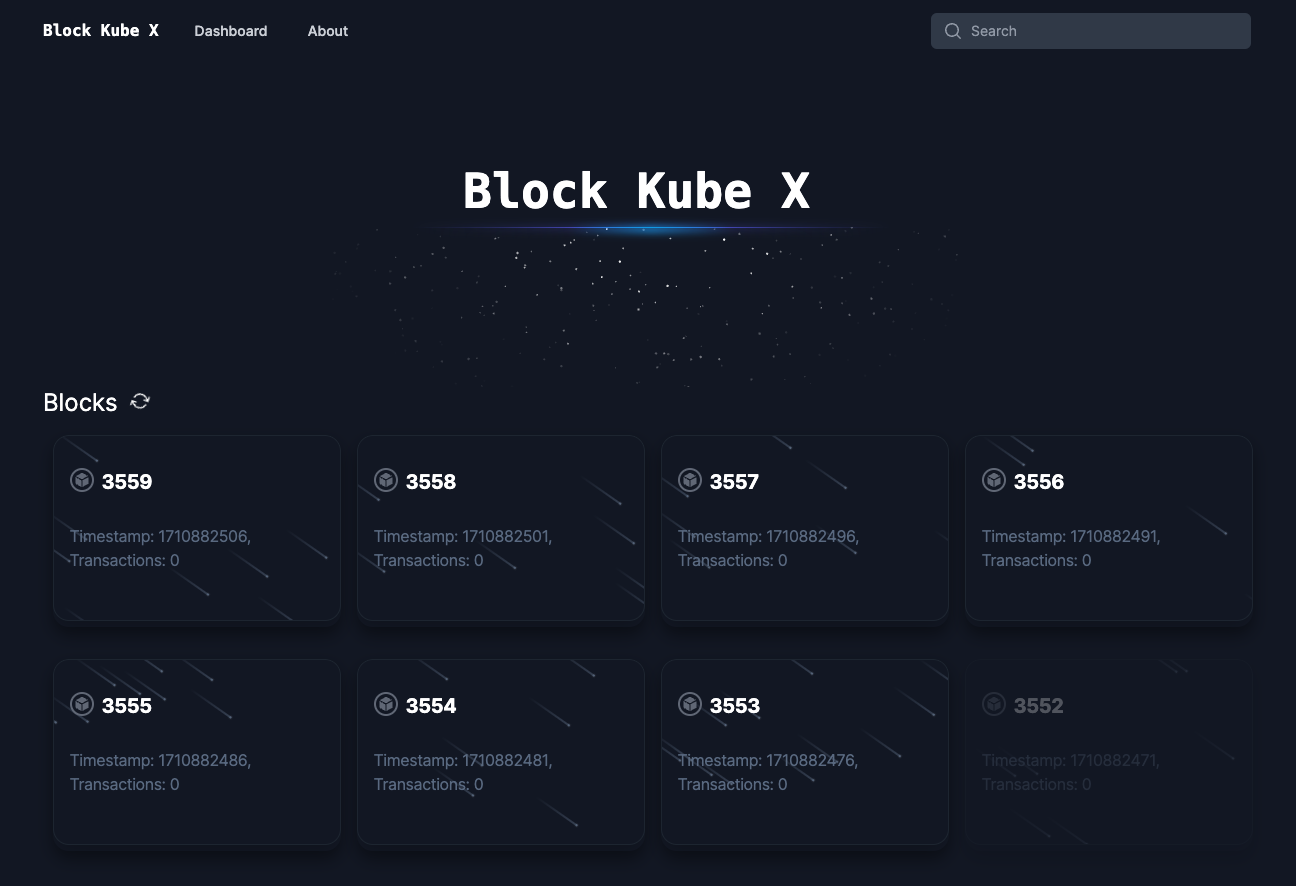 Block Kube X
Dashboard
About
Search
Block Kube X
Blocks
3559
Timestamp: 1710882506,
Transactions: 0
3558
Timestamp: 1710882501,
Transactions: 0
3557
Timestamp: 1710882496,
Transactions: 0
3556
Timestamp: 1710882491,
Transactions: 0
3555
Timestamp: 1710882486,
Transactions: 0
3554
Timestamp: 1710882481,
Transactions: 0
3553
Timestamp: 1710882476,
Transactions: 0
3552
Timestamp: 1710882471,
Transactions: 0